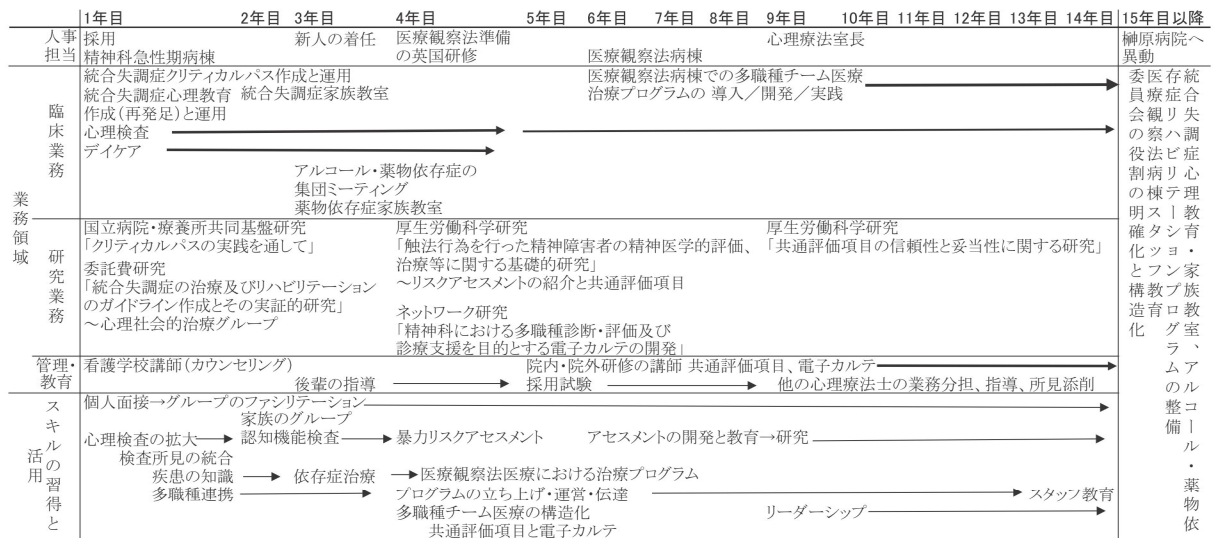 1年目 2年目 3年目 4年目 5年目 6年目 7年目 8年目 9年目 10年目 11年目 12年目 13年目 14年目 15年目以降
人事担当
採用
精神科急性期病棟
新人の着任
医療観察法準備
の英国研修
医療観察法病棟
心理療法室長
榊原病院へ
異動
業務領域
臨床業務
統合失調症クリティカルパス作成と運用
統合失調症心理教育 統合失調症家族教室
作成(再発足)と運用
心理検査
デイケア
アルコール・薬物依存症の
集団ミーティング
薬物依存症家族教室
医療観察法病棟での多職種チーム医療
治療プログラムの 導入/開発/実践
研究業務
国立病院・療養所共同基盤研究
「クリティカルパスの実践を通して」
委託費研究
「統合失調症の治療及びリハビリテーション
のガイドライン作成とその実証的研究」
~心理社会的治療グループ
厚生労働科学研究
「触法行為を行った精神障害者の精神医学的評価、
治療等に関する基礎的研究」
~リスクアセスメントの紹介と共通評価項目
ネットワーク研究
「精神科における多職種診断・評価及び
診療支援を目的とする電子カルテの開発」
厚生労働科学研究
「共通評価項目の信頼性と妥当性に関する研究」
管理・
教育
看護学校講師(カウンセリング)
後輩の指導
院内・院外研修の講師 共通評価項目、電子カルテ
採用試験
他の心理療法士の業務分担、指導、所見添削
スキルの習得と
活用
個人面接→グループのファシリテーション
家族のグループ
心理検査の拡大→ 認知機能検査→ 暴力リスクアセスメント アセスメントの開発と教育→研究
検査所見の統合
疾患の知識→ 依存症治療 →医療観察法医療における治療プログラム
多職種連携→ プログラムの立ち上げ・運営・伝達→ スタッフ教育
多職種チーム医療の構造化 リーダーシップ
共通評価項目と電子カルテ
統合失調症心理教育・家族教室、アルコール・薬物依
存症リハビリテーションプログラムの整備
医療観察法病棟スタッフ教育
委員会の役割の明確化と構造化